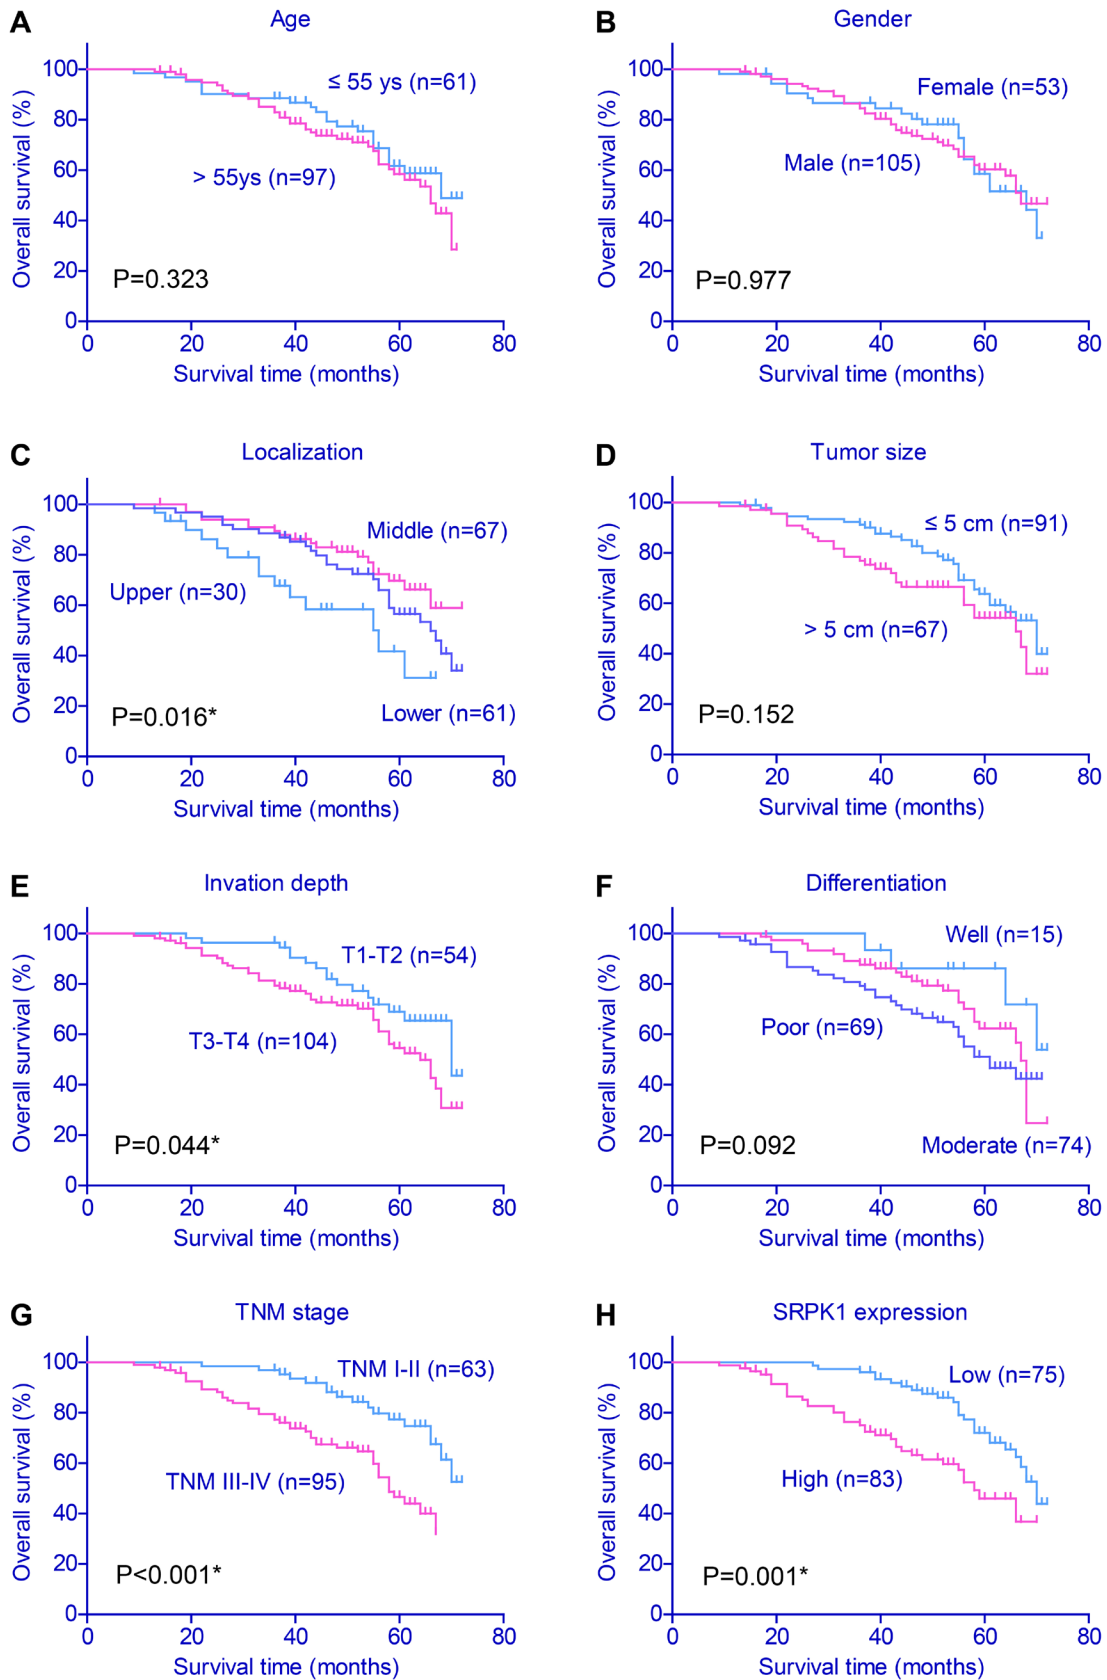 A
Age
Overall survival (%)
100
80
60
40
20
0
≤ 55 ys (n=61)
> 55ys (n=97)
P=0.323
0 20 40 60 80
Survival time (months)
B
Gender
Overall survival (%)
100
80
60
40
20
0
Female (n=53)
Male (n=105)
P=0.977
0 20 40 60 80
Survival time (months)
C
Localization
Overall survival (%)
100
80
60
40
20
0
Middle (n=67)
Upper (n=30)
Lower (n=61)
P=0.016*
0 20 40 60 80
Survival time (months)
D
Tumor size
Overall survival (%)
100
80
60
40
20
0
≤ 5 cm (n=91)
> 5 cm (n=67)
P=0.152
0 20 40 60 80
Survival time (months)
E
Invation depth
Overall survival (%)
100
80
60
40
20
0
T1-T2 (n=54)
T3-T4 (n=104)
P=0.044*
0 20 40 60 80
Survival time (months)
F
Differentiation
Overall survival (%)
100
80
60
40
20
0
Well (n=15)
Poor (n=69)
Moderate (n=74)
P=0.092
0 20 40 60 80
Survival time (months)
G
TNM stage
Overall survival (%)
100
80
60
40
20
0
TNM I-II (n=63)
TNM III-IV (n=95)
P<0.001*
0 20 40 60 80
Survival time (months)
H
SRPK1 expression
Overall survival (%)
100
80
60
40
20
0
Low (n=75)
High (n=83)
P=0.001*
0 20 40 60 80
Survival time (months)